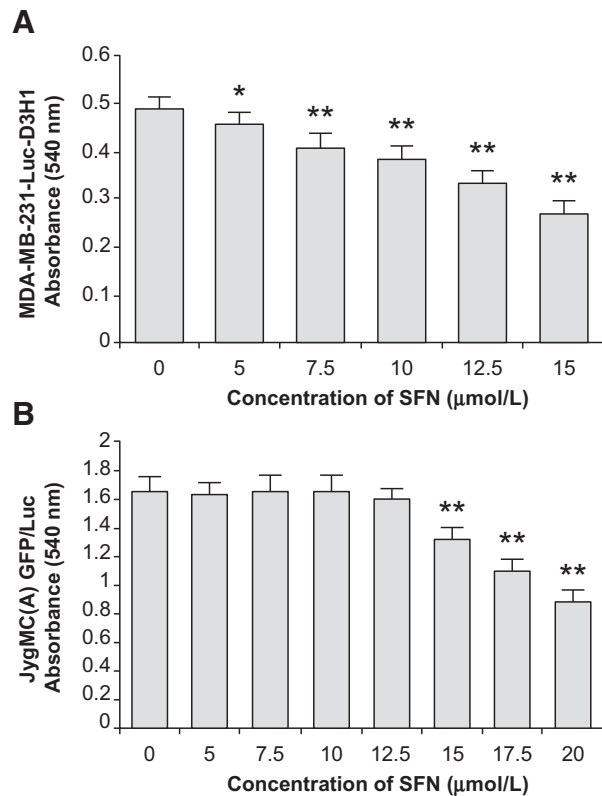 A
MDA-MB-231-Luc-D3H1
Absorbance (540 nm)
0.6
0.5
0.4
0.3
0.2
0.1
0
* ** ** ** **
0 5 7.5 10 12.5 15
Concentration of SFN (μmol/L)
B
JygMC(A) GFP/Luc
Absorbance (540 nm)
2
1.8
1.6
1.4
1.2
1
0.8
0.6
0.4
0.2
0
** ** **
0 5 7.5 10 12.5 15 17.5 20
Concentration of SFN (μmol/L)